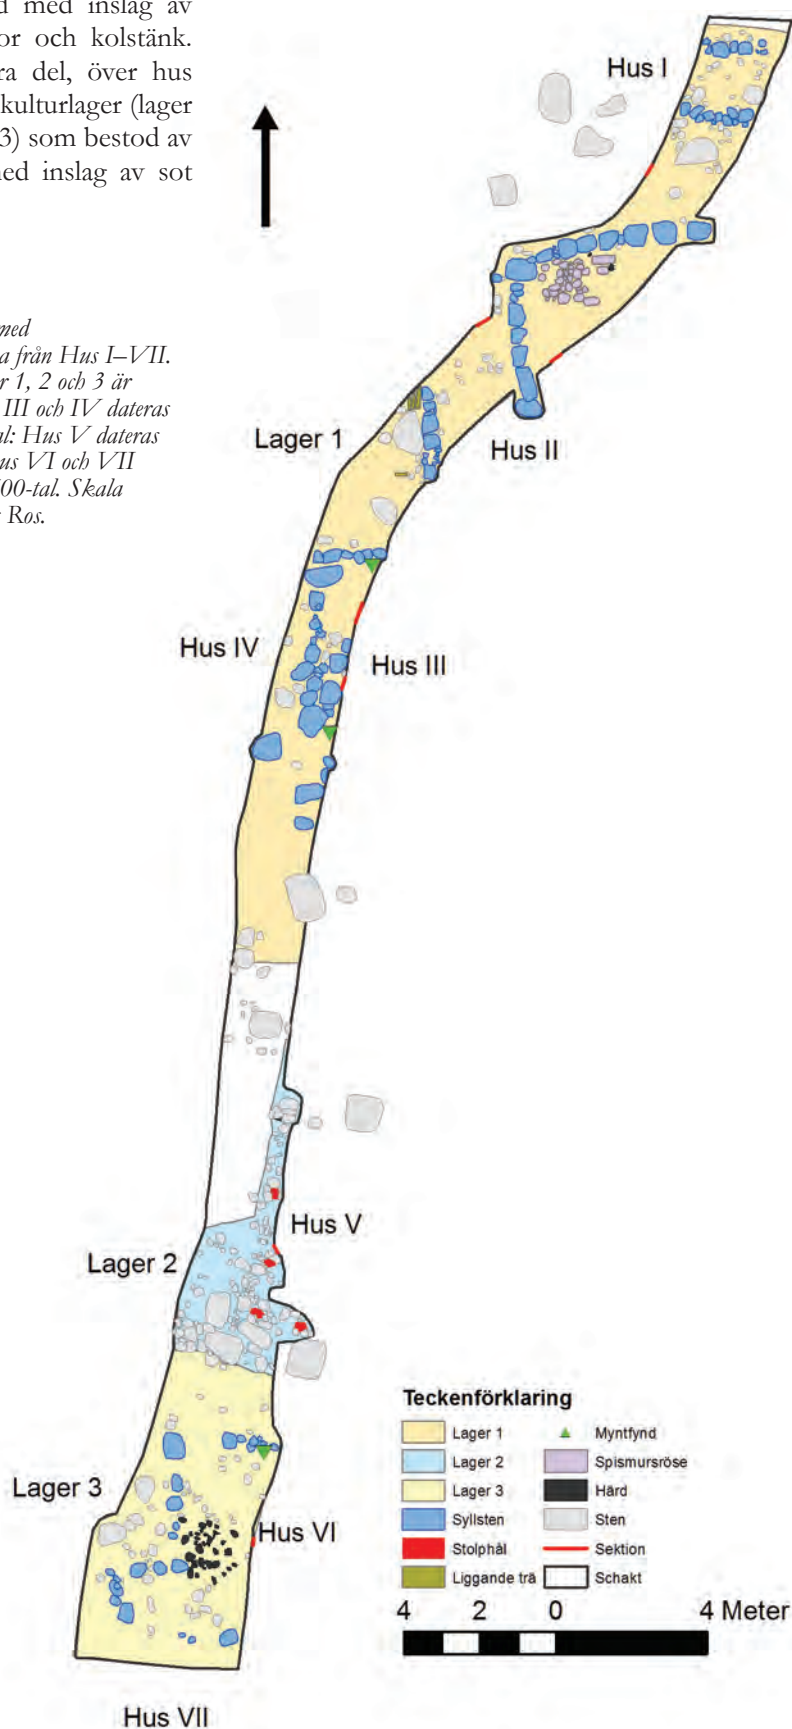 med inslag av
or och kolstänk.
ra del, över hus
kulturlager (lager
3) som bestod av
ned inslag av sot
ned
a från Hus I–VII.
r 1, 2 och 3 är
III och IV dateras
al: Hus V dateras
us VI och VII
00-tal. Skala
Ros.
Hus I
Lager 1
Hus II
Hus IV
Hus III
Hus V
Lager 2
Lager 3
Hus VI
Hus VII
Teckenförklaring
Lager 1
Lager 2
Lager 3
Syllsten
Stolphål
Liggande trä
Myntfynd
Spismursröse
Härd
Sten
Sektion
Schakt
4 2 0 4 Meter